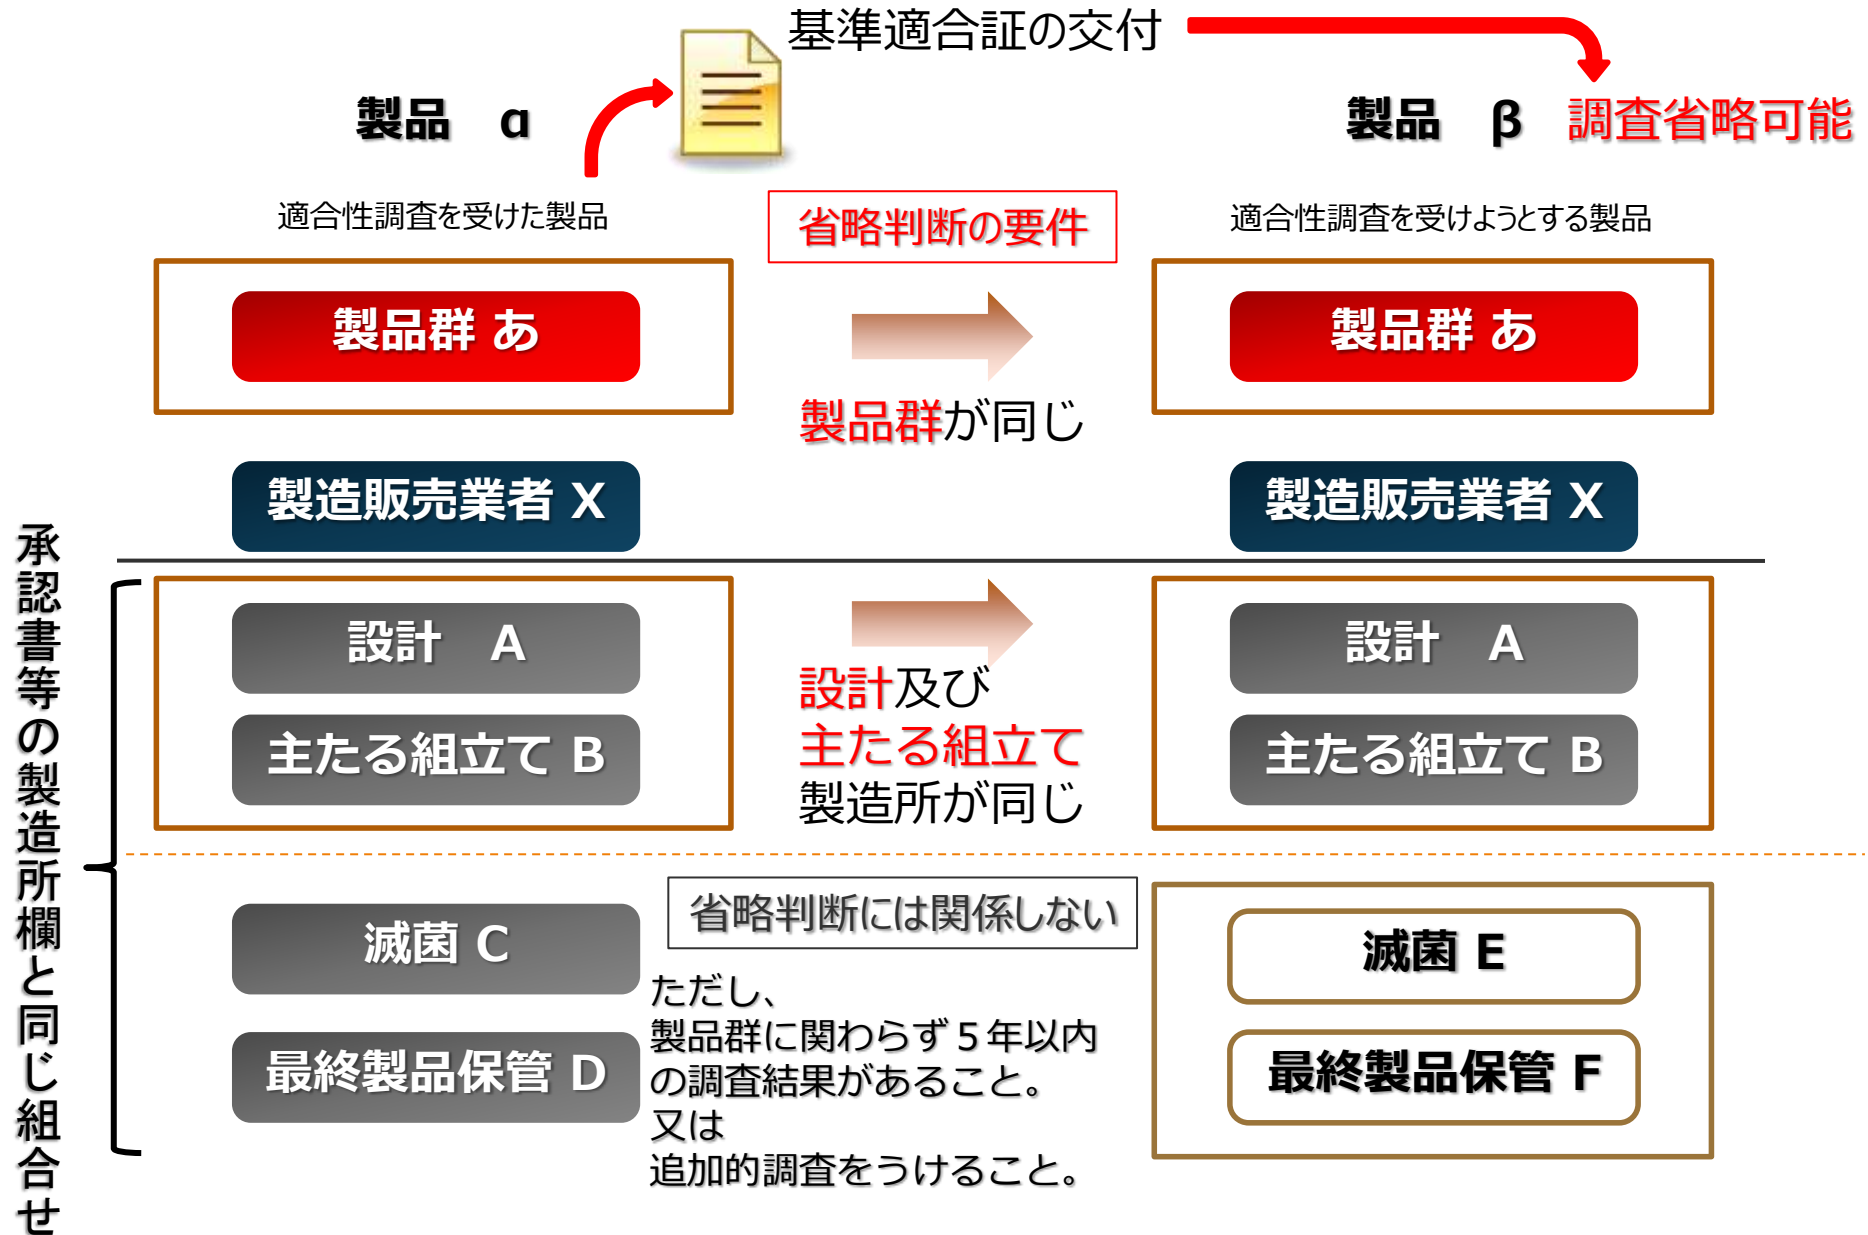 基準適合証の交付
製品　α
製品　β　調査省略可能
適合性調査を受けた製品
省略判断の要件
適合性調査を受けようとする製品
製品群 あ
製品群 あ
製品群が同じ
製造販売業者 X
製造販売業者 X
承認書等の製造所欄と同じ組合せ
設計　A
設計　A
設計及び
主たる組立て
製造所が同じ
主たる組立て B
主たる組立て B
省略判断には関係しない
滅菌 C
滅菌 E
ただし、
製品群に関わらず５年以内
の調査結果があること。
又は
追加的調査をうけること。
最終製品保管 D
最終製品保管 F